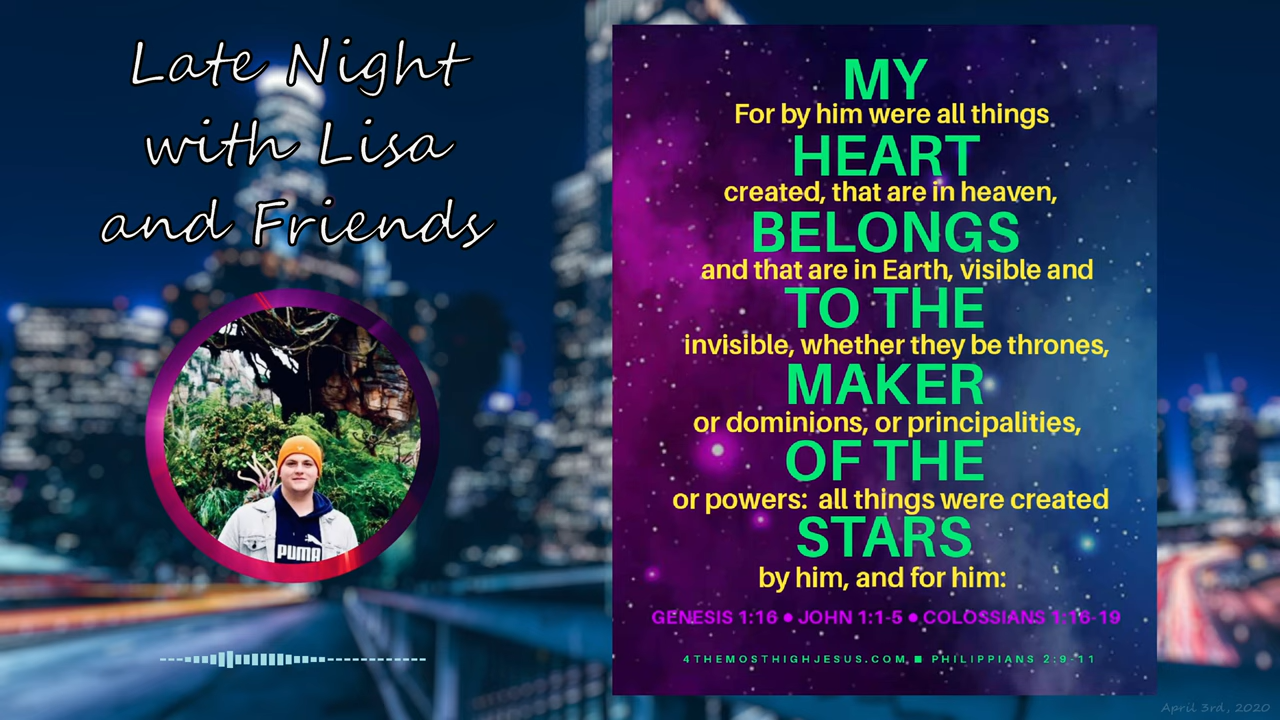 Late Night
with Lisa
and Friends
PUMA
MY
For by him were all things
HEART
created, that are in heaven,
BELONGS
and that are in Earth, visible and
TO THE
invisible, whether they be thrones,
MAKER
or dominions, or principalities,
OF THE
or powers: all things were created
STARS
by him, and for him:
GENESIS 1:16 ● JOHN 1:1-5 ● COLOSSIANS 1:16-19
4THEMOSTHIGHJESUS.COM ■ PHILIPPIANS 2:9-11
April 3rd, 2020